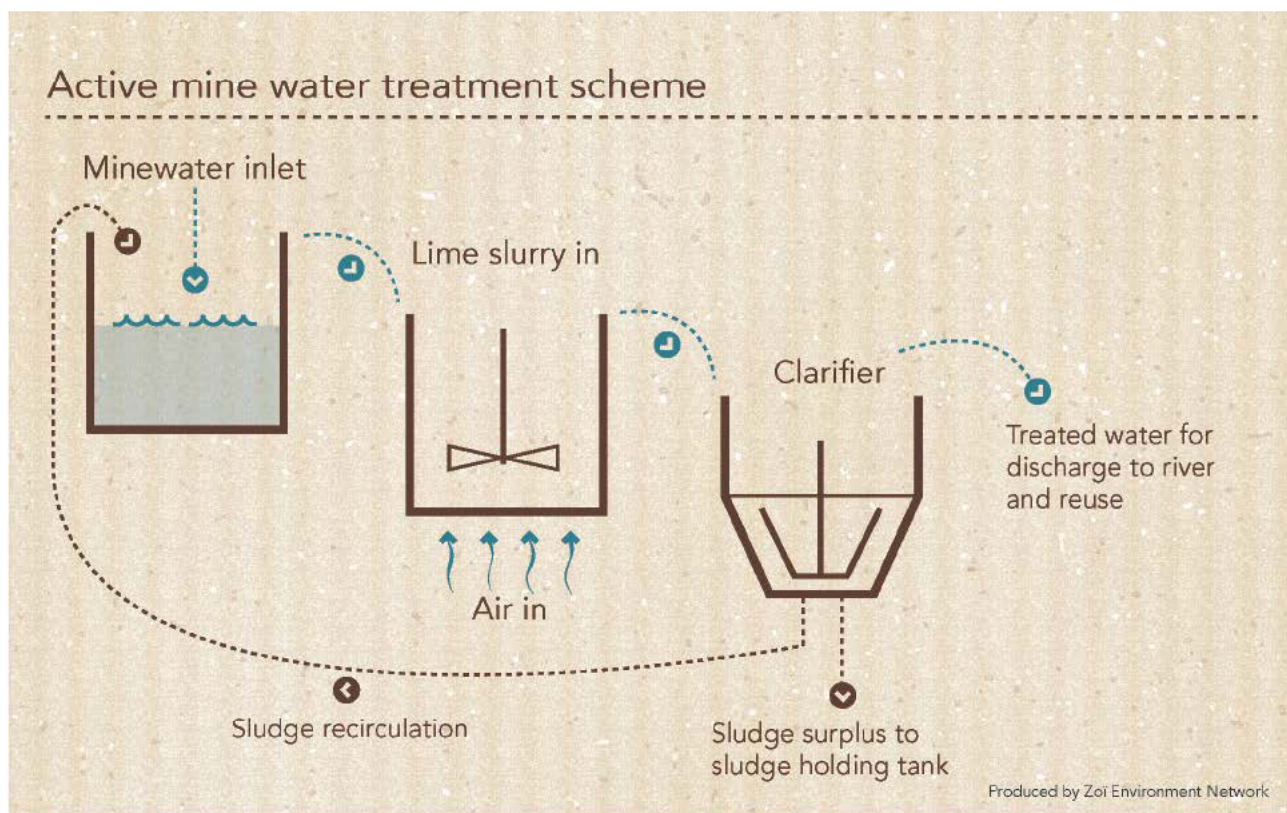 Active mine water treatment scheme
Minewater inlet
Lime slurry in
Clarifier
Treated water for
discharge to river
and reuse
Air in
Sludge recirculation
Sludge surplus to
sludge holding tank
Produced by Zoï Environment Network